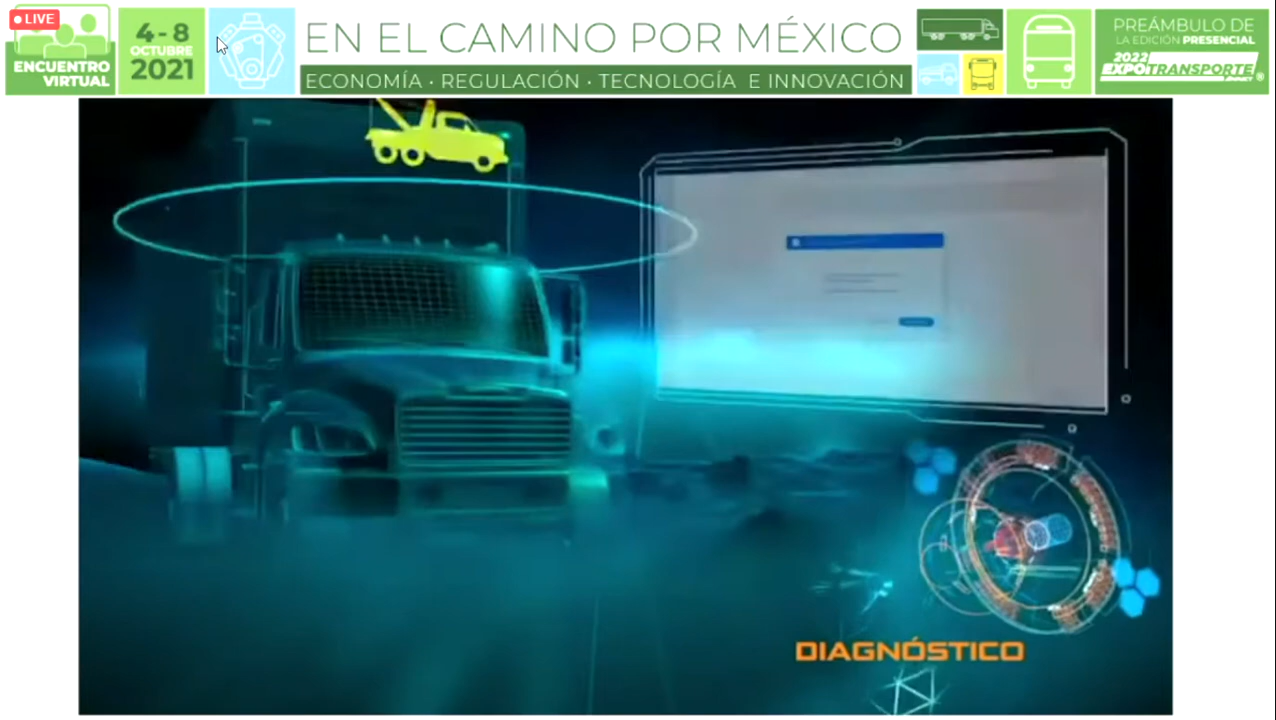 LIVE
ENCUENTRO
VIRTUAL
4 - 8
OCTUBRE
2021
EN EL CAMINO POR MÉXICO
ECONOMÍA · REGULACIÓN · TECNOLOGÍA E INNOVACIÓN
PREÁMBULO DE
LA EDICIÓN PRESENCIAL
2022
EXPOTRANSPORTE
®
DIAGNÓSTICO